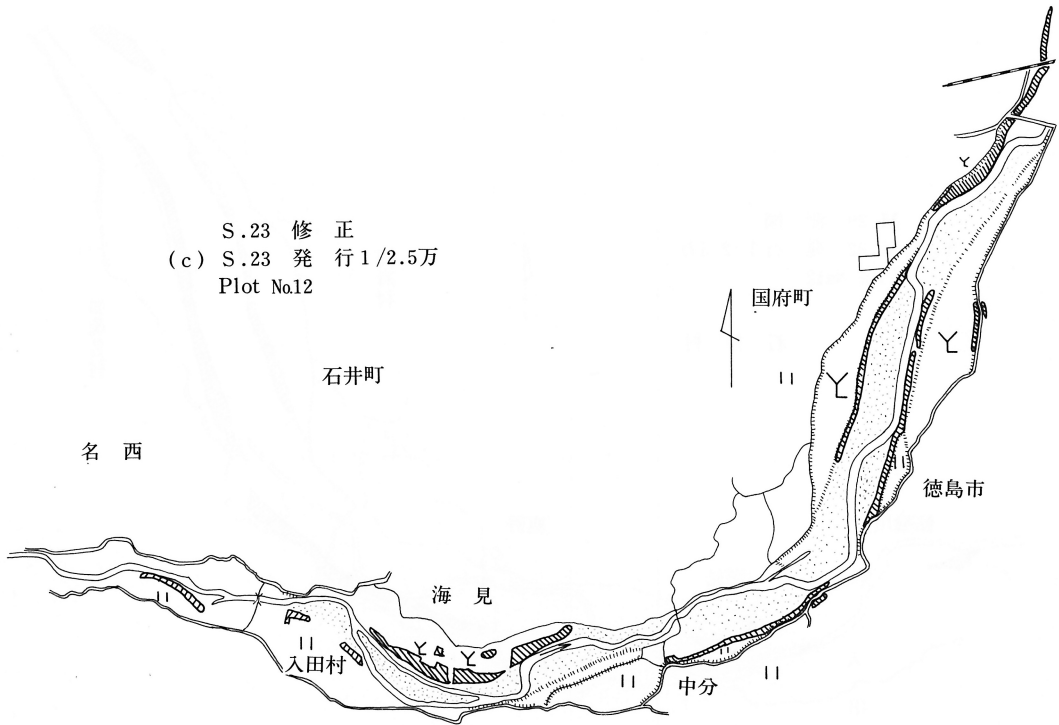 S.23 修 正
(c) S.23 発 行 1/2.5万
Plot No.12
国府町
石井町
名 西
徳島市
海 見
入田村
中分